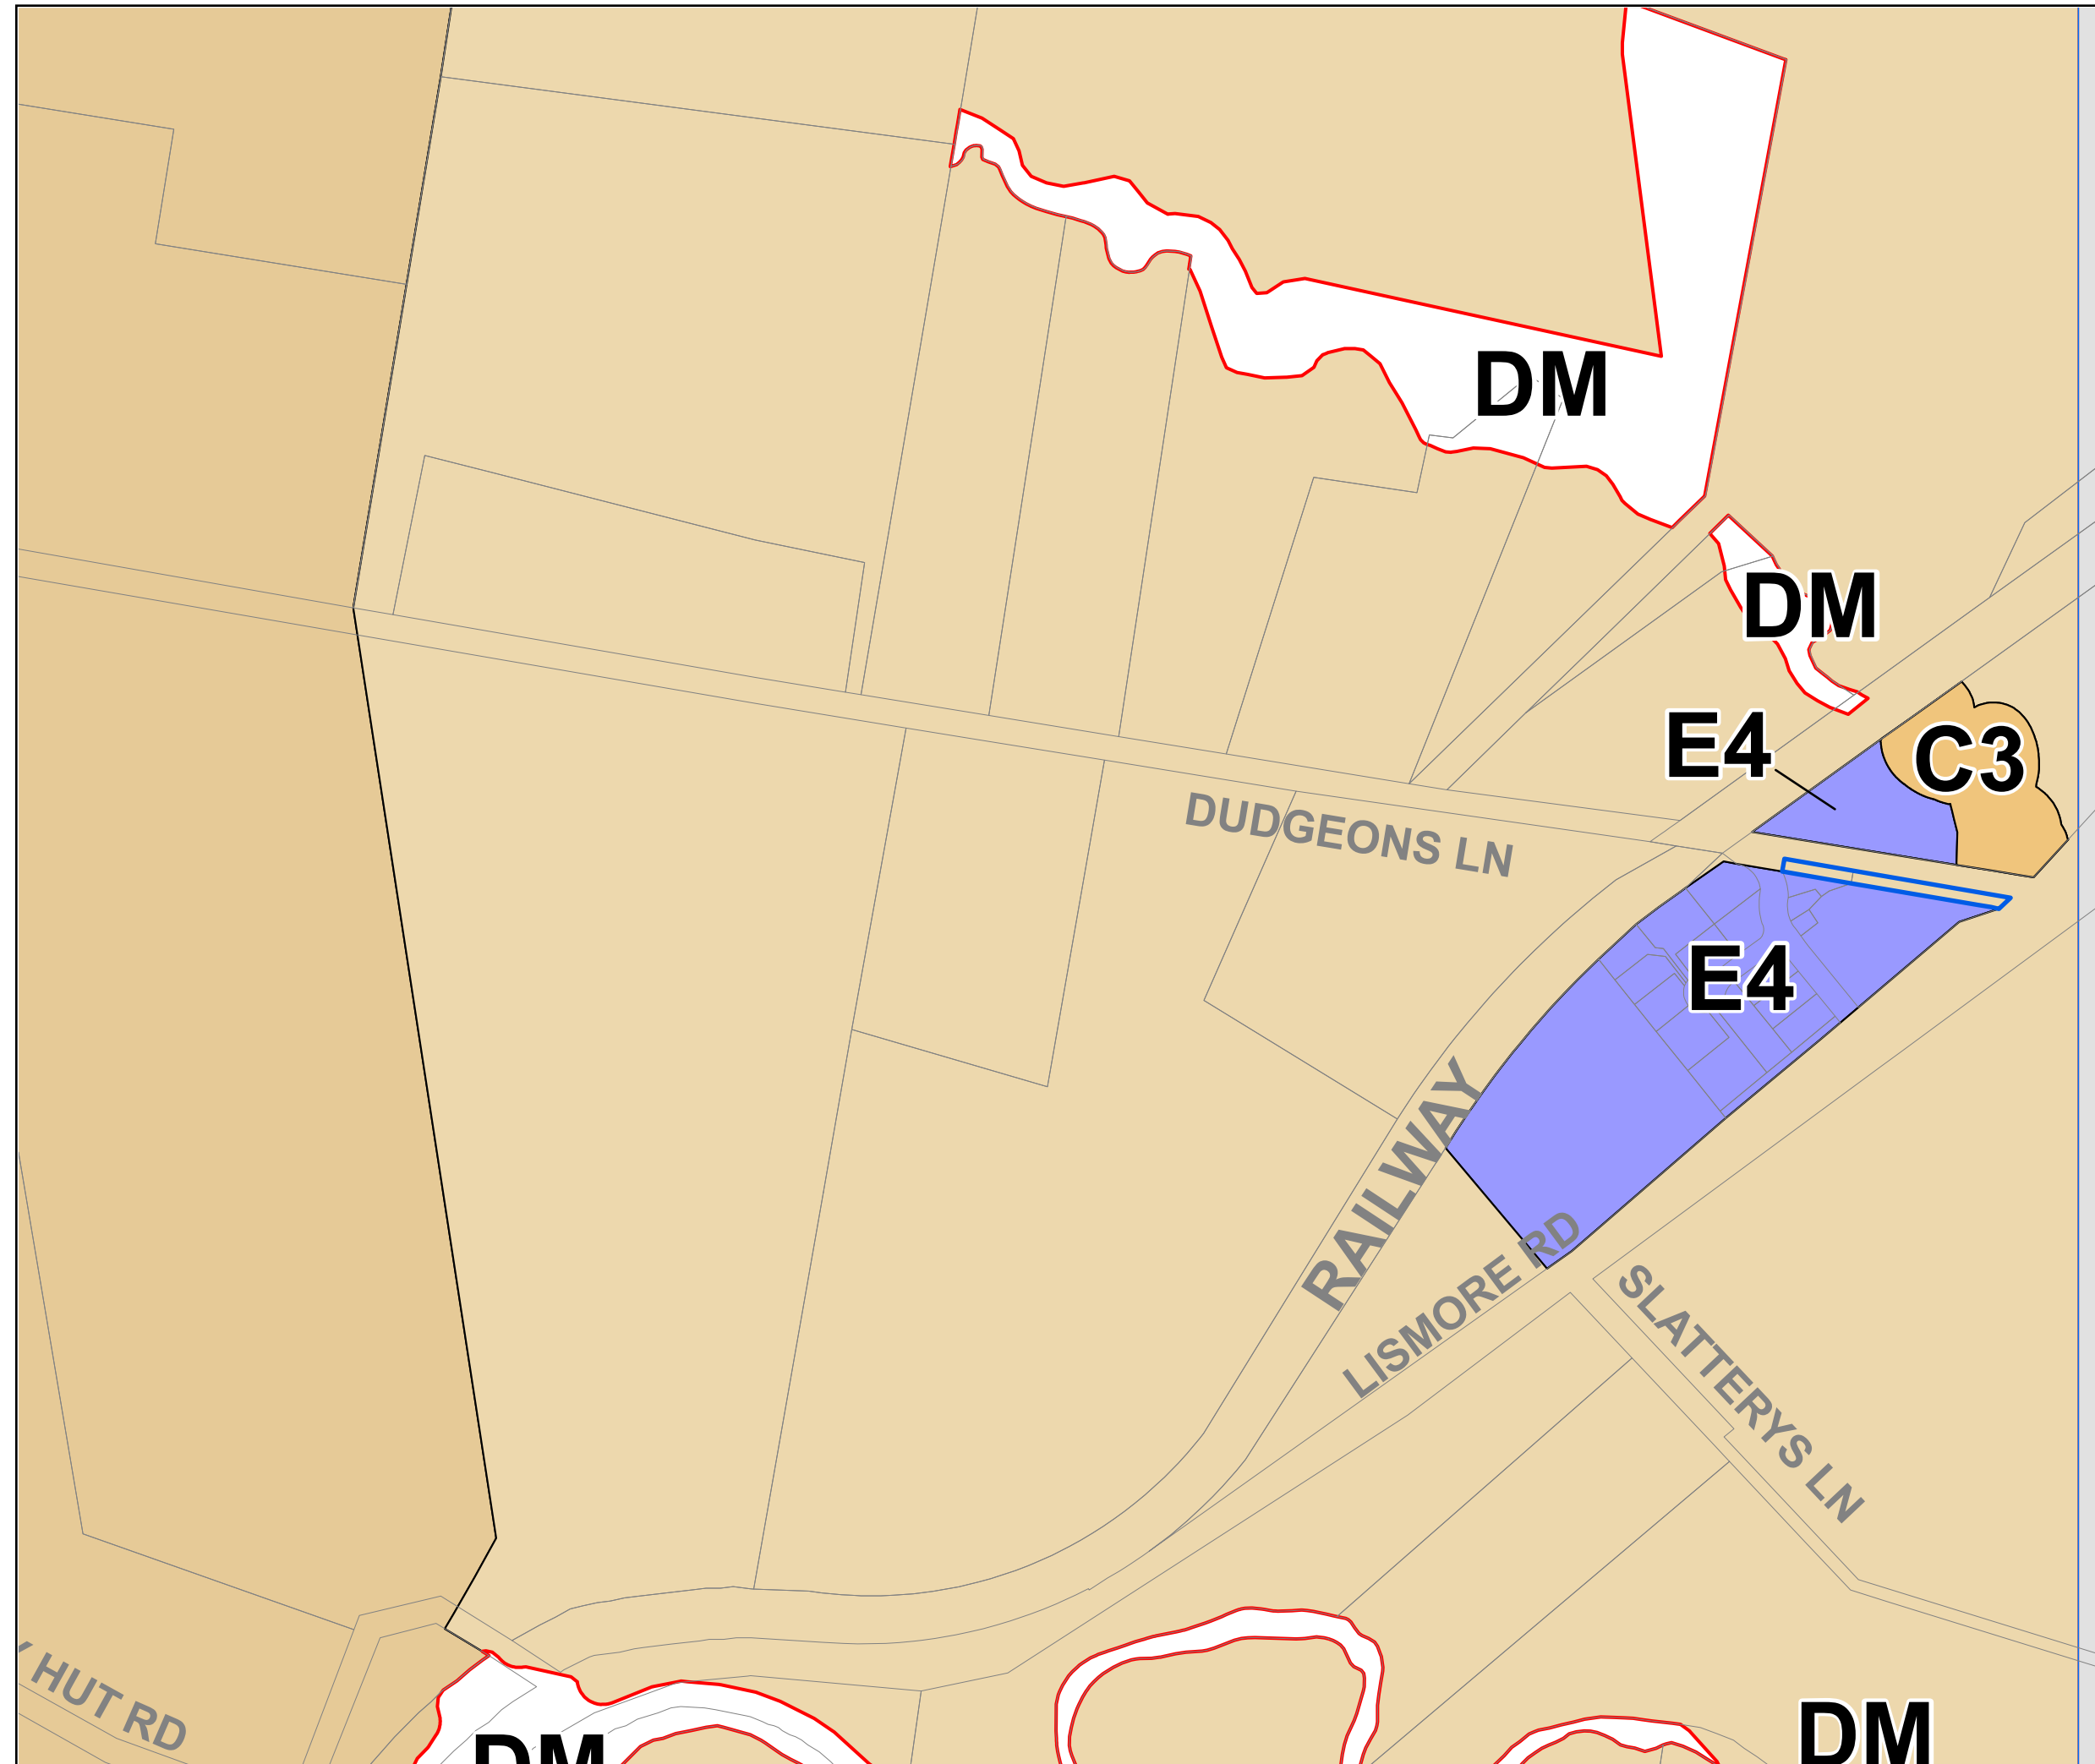 DM
DM
E4
C3
DUDGEONS LN
E4
RAILWAY
LISMORE RD
SLATTERYS LN
HUT RD
DM
DM